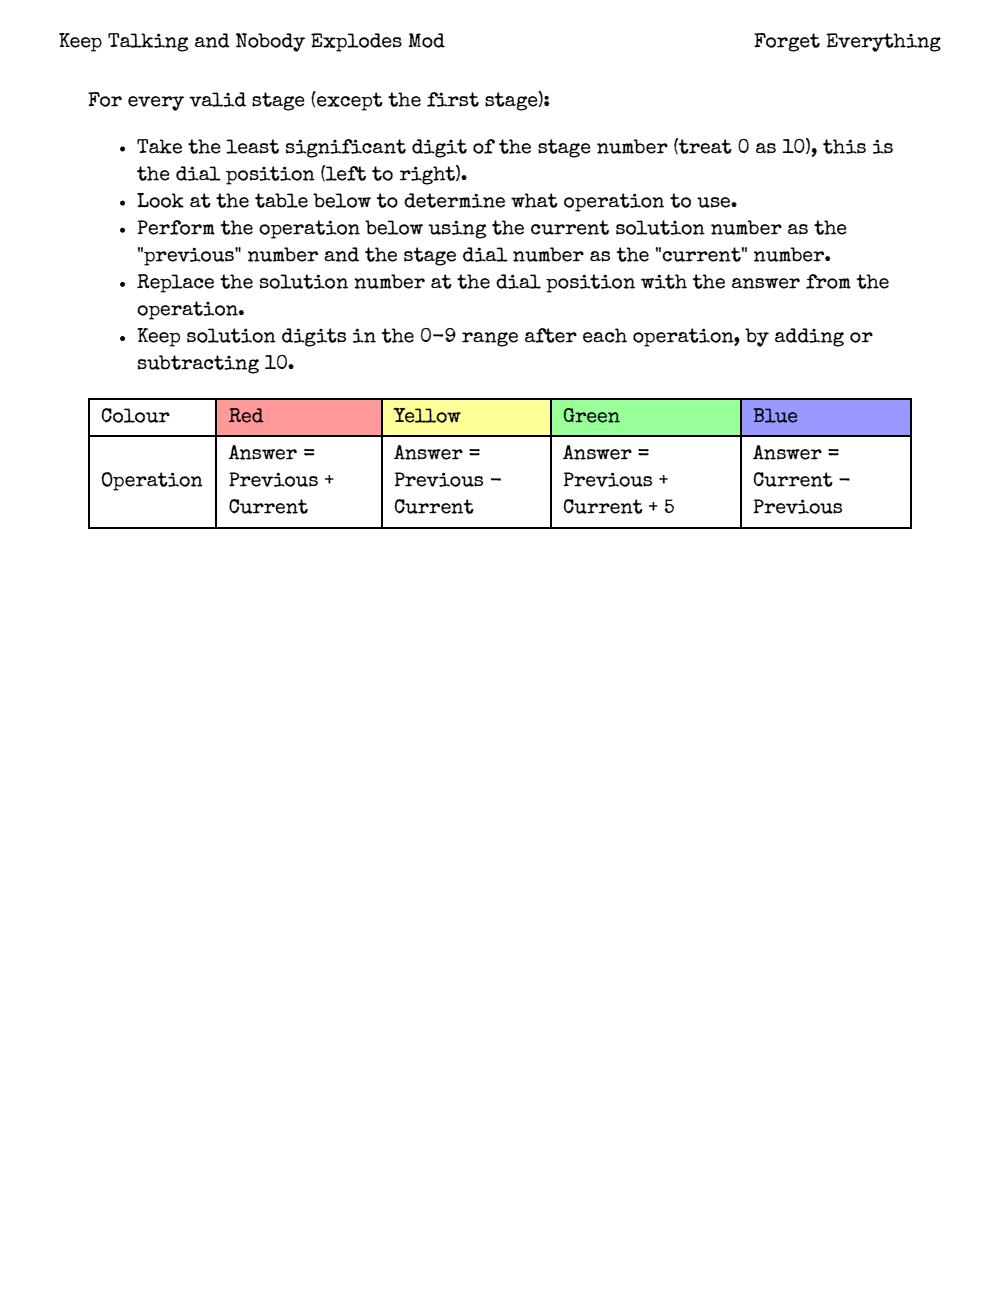 Keep Talking and Nobody Explodes Mod Forget Everything
For every valid stage (except the first stage):
• Take the least significant digit of the stage number (treat 0 as 10), this is
the dial position (left to right).
• Look at the table below to determine what operation to use.
• Perform the operation below using the current solution number as the
"previous" number and the stage dial number as the "current" number.
• Replace the solution number at the dial position with the answer from the
operation.
• Keep solution digits in the 0-9 range after each operation, by adding or
subtracting 10.
Colour Red Yellow Green Blue
Operation
Answer =
Previous +
Current
Answer =
Previous -
Current
Answer =
Previous +
Current + 5
Answer =
Current -
Previous